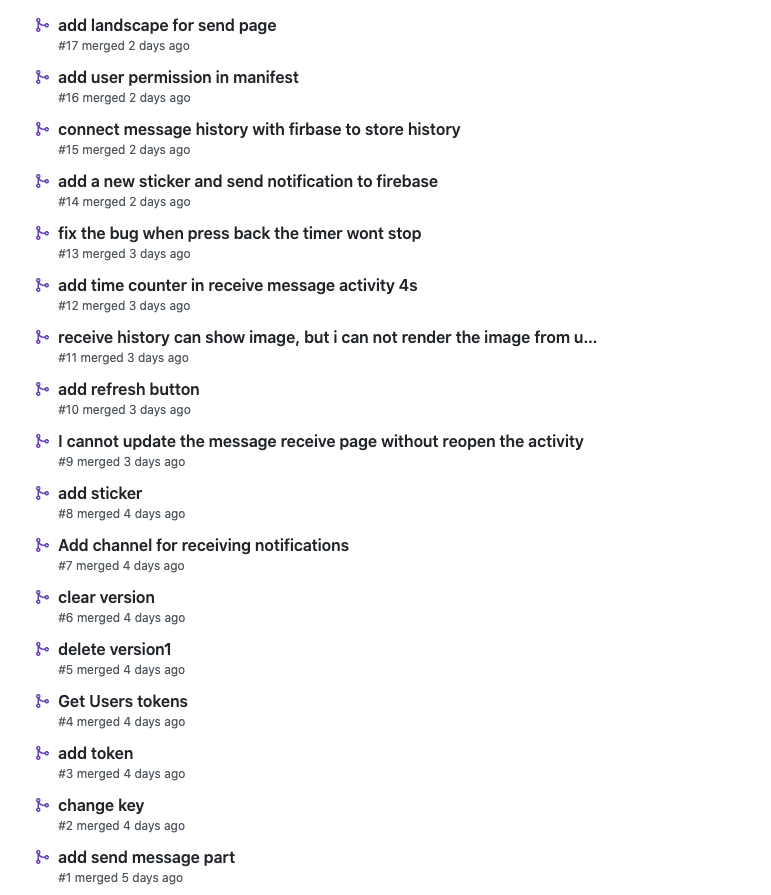 add landscape for send page
#17 merged 2 days ago
add user permission in manifest
#16 merged 2 days ago
connect message history with firbase to store history
#15 merged 2 days ago
add a new sticker and send notification to firebase
#14 merged 2 days ago
fix the bug when press back the timer wont stop
#13 merged 3 days ago
add time counter in receive message activity 4s
#12 merged 3 days ago
receive history can show image, but i can not render the image from u...
#11 merged 3 days ago
add refresh button
#10 merged 3 days ago
I cannot update the message receive page without reopen the activity
#9 merged 3 days ago
add sticker
#8 merged 4 days ago
Add channel for receiving notifications
#7 merged 4 days ago
clear version
#6 merged 4 days ago
delete version1
#5 merged 4 days ago
Get Users tokens
#4 merged 4 days ago
add token
#3 merged 4 days ago
change key
#2 merged 4 days ago
add send message part
#1 merged 5 days ago